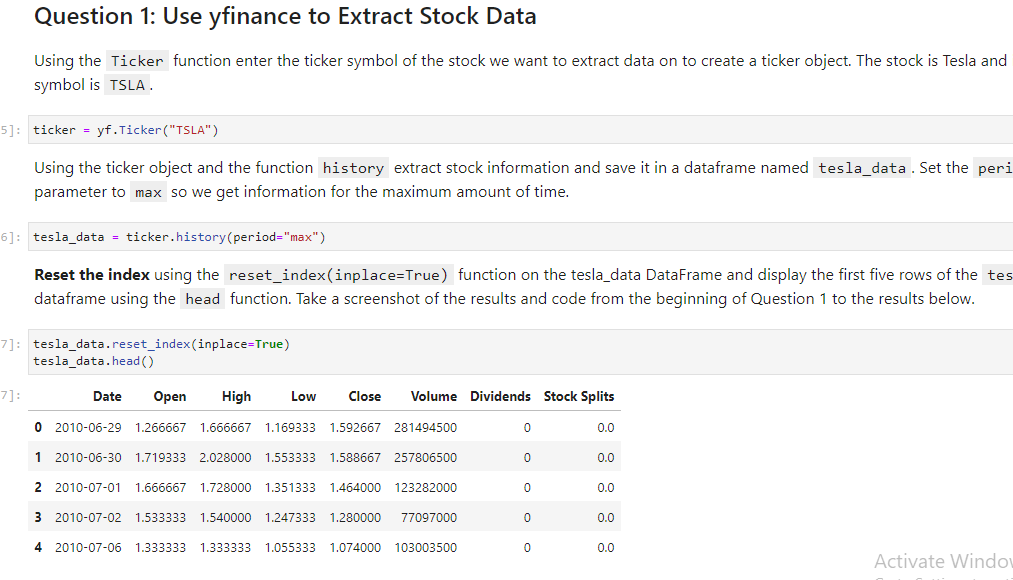 Question 1: Use yfinance to Extract Stock Data
Using the Ticker function enter the ticker symbol of the stock we want to extract data on to create a ticker object. The stock is Tesla and
symbol is TSLA .
5]: ticker = yf.Ticker("TSLA")
Using the ticker object and the function history extract stock information and save it in a dataframe named tesla_data . Set the peri
parameter to max so we get information for the maximum amount of time.
6]: tesla_data = ticker.history(period="max")
Reset the index using the reset_index(inplace=True) function on the tesla_data DataFrame and display the first five rows of the tes
dataframe using the head function. Take a screenshot of the results and code from the beginning of Question 1 to the results below.
7]: tesla_data.reset_index(inplace=True)
tesla_data.head()
7]: Date Open High Low Close Volume Dividends Stock Splits
0 2010-06-29 1.266667 1.666667 1.169333 1.592667 281494500 0 0.0
1 2010-06-30 1.719333 2.028000 1.553333 1.588667 257806500 0 0.0
2 2010-07-01 1.666667 1.728000 1.351333 1.464000 123282000 0 0.0
3 2010-07-02 1.533333 1.540000 1.247333 1.280000 77097000 0 0.0
4 2010-07-06 1.333333 1.333333 1.055333 1.074000 103003500 0 0.0
Activate Window